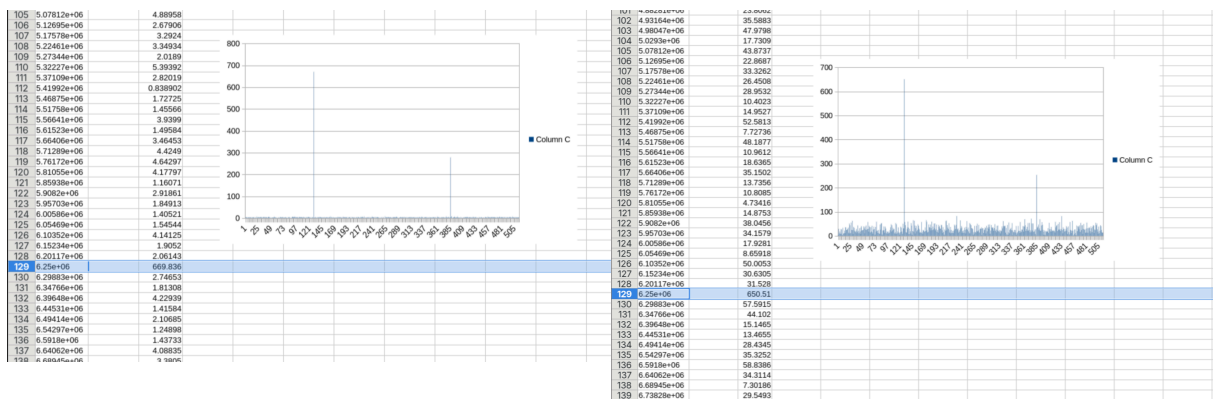 105 5.07812e+06 4.88958
106 5.12695e+06 2.67906
107 5.17578e+06 3.2924
108 5.22461e+06 3.34934
109 5.27344e+06 2.0189
110 5.32227e+06 5.39392
111 5.37109e+06 2.82019
112 5.41992e+06 0.838902
113 5.46875e+06 1.72725
114 5.51758e+06 1.45566
115 5.56641e+06 3.9399
116 5.61523e+06 1.49584
117 5.66406e+06 3.46453
118 5.71289e+06 4.4249
119 5.76172e+06 4.64297
120 5.81055e+06 4.17797
121 5.85938e+06 1.16071
122 5.9082e+06 2.91861
123 5.95703e+06 1.84913
124 6.00586e+06 1.40521
125 6.05469e+06 1.54544
126 6.10352e+06 4.14125
127 6.15234e+06 1.9052
128 6.20117e+06 2.06143
129 6.25e+06 669.836
130 6.29883e+06 2.74653
131 6.34766e+06 1.81308
132 6.39648e+06 4.22939
133 6.44531e+06 1.41584
134 6.49414e+06 2.10685
135 6.54297e+06 1.24898
136 6.5918e+06 1.43733
137 6.64062e+06 4.08835
138 6.68945e+06 3.3805
800
700
600
500
400
300
200
100
0
1 25 49 73 97 121 145 169 193 217 241 265 289 313 337 361 385 409 433 457 481 505
Column C
101 4.88281e+06 23.8062
102 4.93164e+06 35.5883
103 4.98047e+06 47.9798
104 5.0293e+06 17.7309
105 5.07812e+06 43.8737
106 5.12695e+06 22.8687
107 5.17578e+06 33.3262
108 5.22461e+06 26.4508
109 5.27344e+06 28.9532
110 5.32227e+06 10.4023
111 5.37109e+06 14.9527
112 5.41992e+06 52.5813
113 5.46875e+06 7.72736
114 5.51758e+06 48.1877
115 5.56641e+06 10.9612
116 5.61523e+06 18.6365
117 5.66406e+06 35.1502
118 5.71289e+06 13.7356
119 5.76172e+06 10.8085
120 5.81055e+06 4.73416
121 5.85938e+06 14.8753
122 5.9082e+06 38.0456
123 5.95703e+06 34.1579
124 6.00586e+06 17.9281
125 6.05469e+06 8.65918
126 6.10352e+06 50.0053
127 6.15234e+06 30.6305
128 6.20117e+06 31.528
129 6.25e+06 650.51
130 6.29883e+06 57.5915
131 6.34766e+06 44.102
132 6.39648e+06 15.1465
133 6.44531e+06 13.4655
134 6.49414e+06 28.4345
135 6.54297e+06 35.3252
136 6.5918e+06 58.8386
137 6.64062e+06 34.3114
138 6.68945e+06 7.30186
139 6.73828e+06 29.5493
700
600
500
400
300
200
100
0
1 25 49 73 97 121 145 169 193 217 241 265 289 313 337 361 385 409 433 457 481 505
Column C